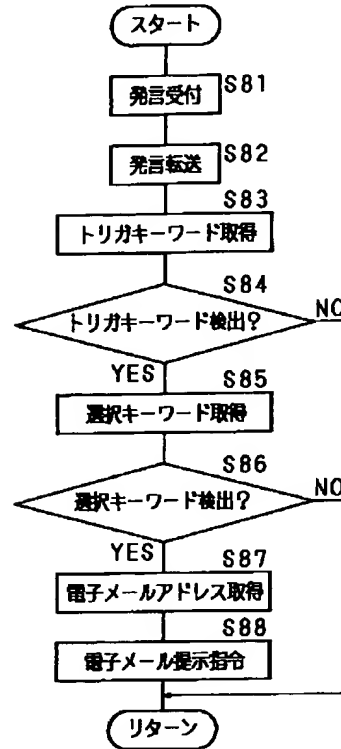 スタート
S81
発言受付
S82
発言転送
S83
トリガキーワード取得
S84
トリガキーワード検出?
NO
YES
S85
選択キーワード取得
S86
選択キーワード検出?
NO
YES
S87
電子メールアドレス取得
S88
電子メール提示指令
リターン